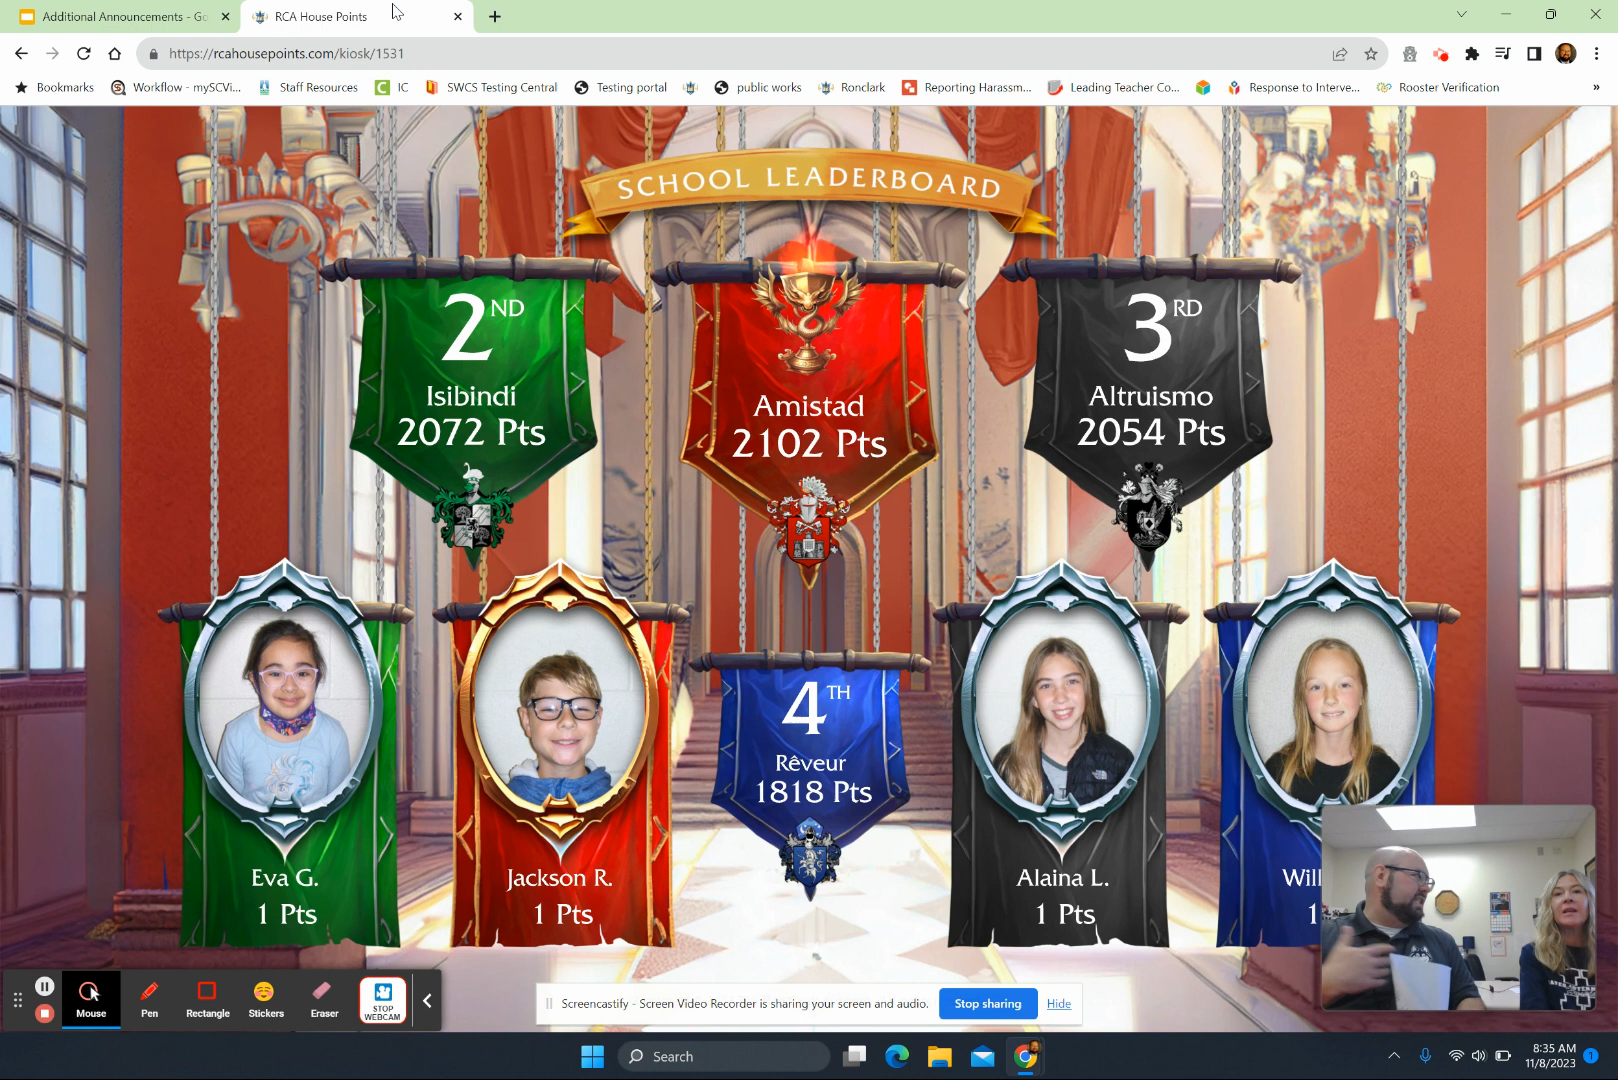 Additional Announcements - Go
RCA House Points
https://rcahousepoints.com/kiosk/1531
Bookmarks
Workflow - mySCVi...
Staff Resources
IC
SWCS Testing Central
Testing portal
public works
Ronclark
Reporting Harassm...
Leading Teacher Co...
Response to Interve...
Rooster Verification
»
SCHOOL LEADERBOARD
2ND
Isibindi
2072 Pts
Amistad
2102 Pts
3RD
Altruismo
2054 Pts
4TH
Rêveur
1818 Pts
Eva G.
1 Pts
Jackson R.
1 Pts
Alaina L.
1 Pts
Will
1
Mouse
Pen
Rectangle
Stickers
Eraser
STOP
WEBCAM
Screencastify - Screen Video Recorder is sharing your screen and audio.
Stop sharing
Hide
Search
8:35 AM
11/8/2023
1